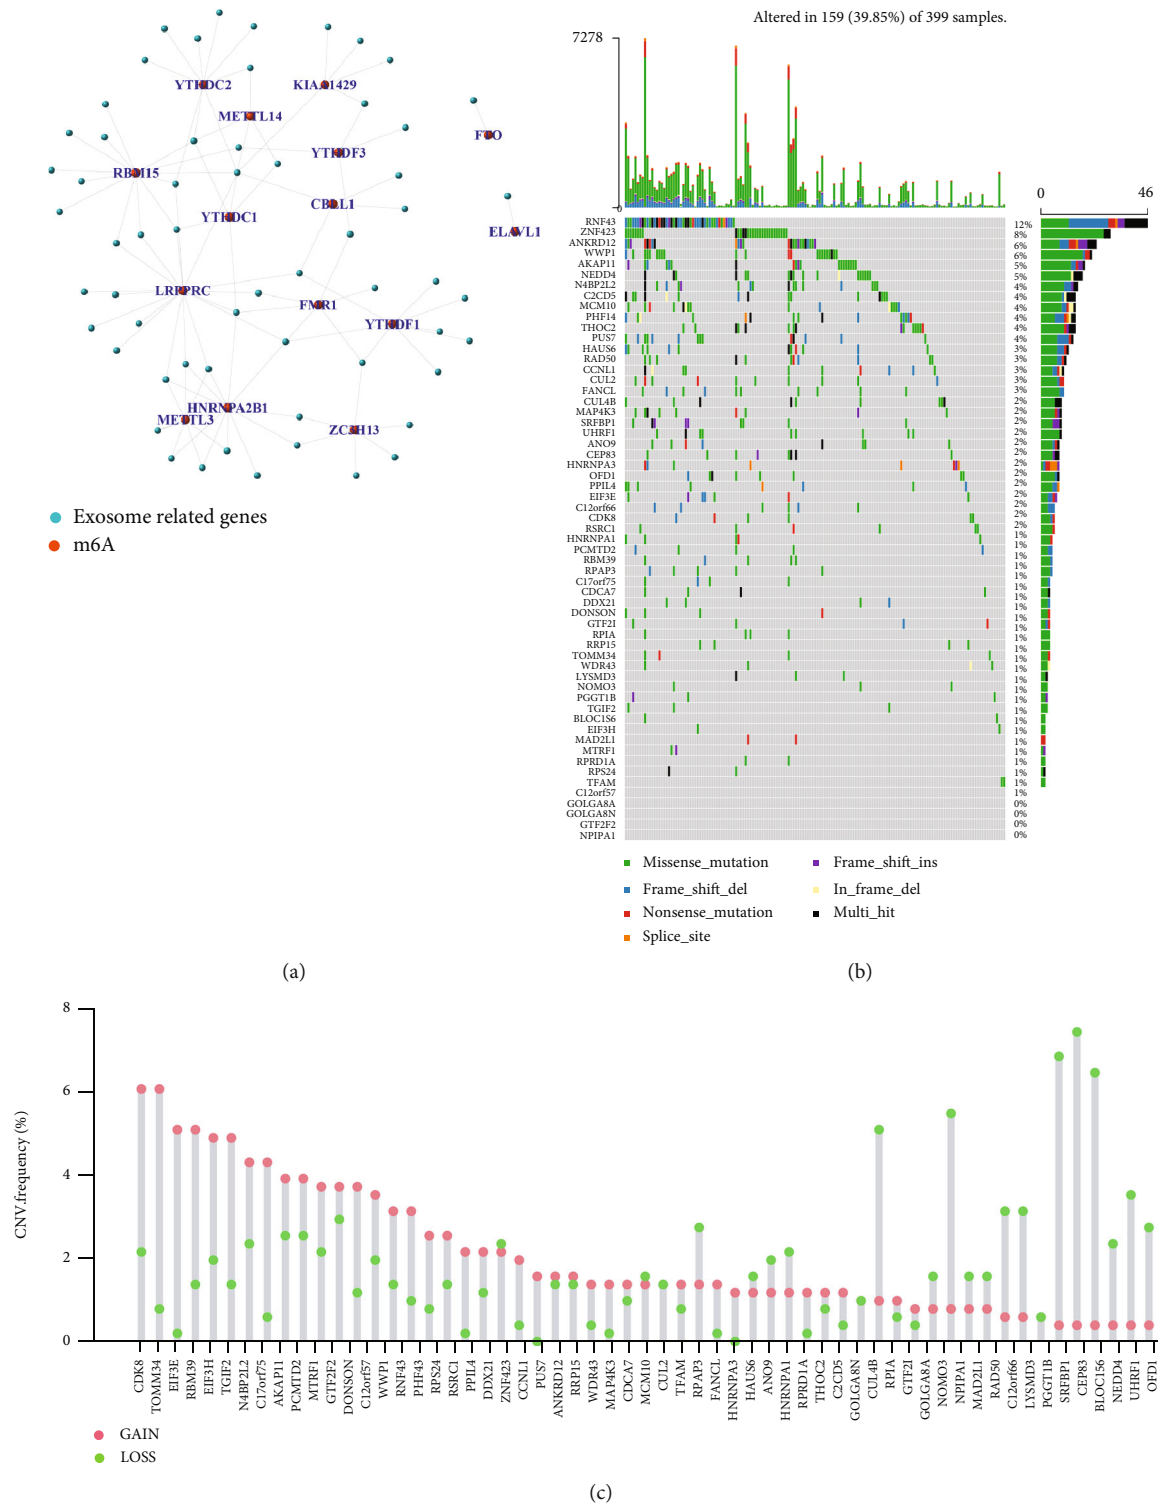 YTHDC2
KIAA1429
METTL14
FTO
YTHDF3
RBM15
CBLL1
YTHDC1
ELAVL1
LRPPRC
FMR1
YTHDF1
HNRNPA2B1
METTL3
ZC3H13
Exosome related genes
m6A
(a)
Altered in 159 (39.85%) of 399 samples.
7278
0
0 46
RNF43 12%
ZNF423 8%
ANKRD12 6%
WWP1 6%
AKAP11 5%
NEDD4 5%
N4BP2L2 4%
C2CD5 4%
MCM10 4%
PHF14 4%
THOC2 4%
PUS7 4%
HAUS6 3%
RAD50 3%
CCNL1 3%
CUL2 3%
FANCL 3%
CUL4B 2%
MAP4K3 2%
SRFBP1 2%
UHRF1 2%
ANO9 2%
CEP83 2%
HNRNPA3 2%
OFD1 2%
PPIL4 2%
EIF3E 2%
C12orf66 2%
CDK8 2%
RSRC1 1%
HNRNPA1 1%
PCMTD2 1%
RBM39 1%
RPAP3 1%
C17orf75 1%
CDCA7 1%
DDX21 1%
DONSON 1%
GTF2I 1%
RPIA 1%
RRP15 1%
TOMM34 1%
WDR43 1%
LYSMD3 1%
NOMO3 1%
PGGT1B 1%
TGIF2 1%
BLOC1S6 1%
EIF3H 1%
MAD2L1 1%
MTRF1 1%
RPRD1A 1%
RPS24 1%
TFAM 1%
C12orf57 1%
GOLGA8A 0%
GOLGA8N 0%
GTF2F2 0%
NPIPA1 0%
Missense_mutation
Frame_shift_del
Nonsense_mutation
Splice_site
Frame_shift_ins
In_frame_del
Multi_hit
(b)
CNV.frequency (%)
8
6
4
2
0
CDK8
TOMM34
EIF3E
RBM39
EIF3H
TGIF2
N4BP2L2
C17orf75
AKAP11
PCMTD2
MTRF1
GTF2F2
DONSON
C12orf57
WWP1
RNF43
PHF43
RPS24
RSRC1
PPIL4
DDX21
ZNF423
CCNL1
PUS7
ANKRD12
RRP15
WDR43
MAP4K3
CDCA7
MCM10
CUL2
TFAM
RPAP3
FANCL
HNRNPA3
HAUS6
ANO9
HNRNPA1
RPRD1A
THOC2
C2CD5
GOLGA8N
CUL4B
RPIA
GTF2I
GOLGA8A
NOMO3
NPIPA1
MAD2L1
RAD50
C12orf66
LYSMD3
PGGT1B
SRFBP1
CEP83
BLOC156
NEDD4
UHRF1
OFD1
GAIN
LOSS
(c)